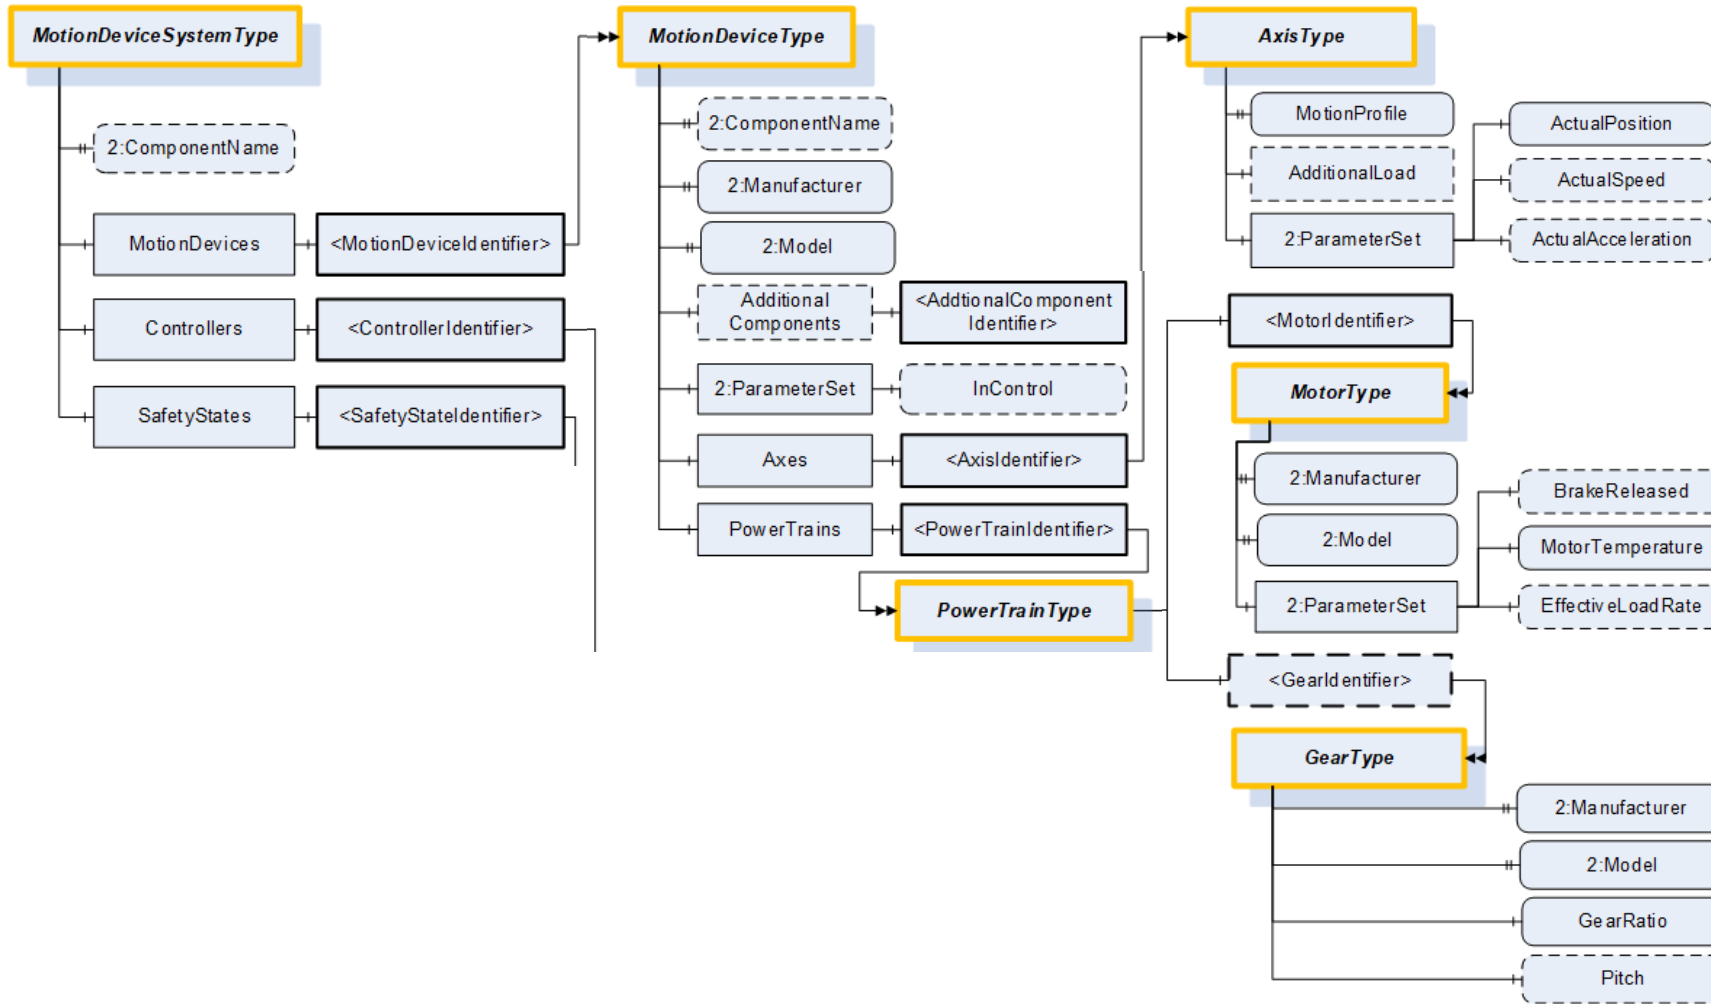 MotionDeviceSystemType
2:ComponentName
MotionDevices
<MotionDeviceIdentifier>
Controllers
<ControllerIdentifier>
SafetyStates
<SafetyStateIdentifier>
MotionDeviceType
2:ComponentName
2:Manufacturer
2:Model
Additional
Components
<AddtionalComponent
Identifier>
2:ParameterSet
InControl
Axes
<AxisIdentifier>
PowerTrains
<PowerTrainIdentifier>
PowerTrainType
AxisType
MotionProfile
AdditionalLoad
2:ParameterSet
ActualPosition
ActualSpeed
ActualAcceleration
<MotorIdentifier>
MotorType
2:Manufacturer
2:Model
2:ParameterSet
BrakeReleased
MotorTemperature
EffectiveLoadRate
<GearIdentifier>
GearType
2:Manufacturer
2:Model
GearRatio
Pitch